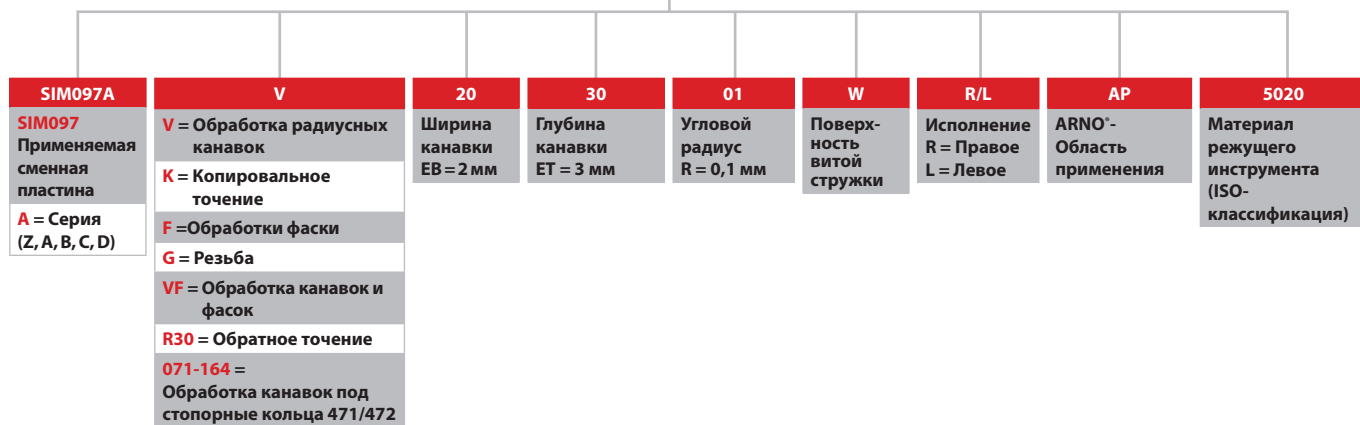 SIM097A
SIM097
Применяемая
сменная
пластина
A = Серия
(Z, A, B, C, D)
V
V = Обработка радиусных
канавок
K = Копировальное
точение
F =Обработки фаски
G = Резьба
VF = Обработка канавок и
фасок
R30 = Обратное точение
071-164 =
Обработка канавок под
стопорные кольца 471/472
20
Ширина
канавки
EB = 2 мм
30
Глубина
канавки
ET = 3 мм
01
Угловой
радиус
R = 0,1 мм
W
Поверх-
ность
витой
стружки
R/L
Исполнение
R = Правое
L = Левое
AP
ARNO®-
Область
применения
5020
Материал
режущего
инструмента
(ISO-
классификация)